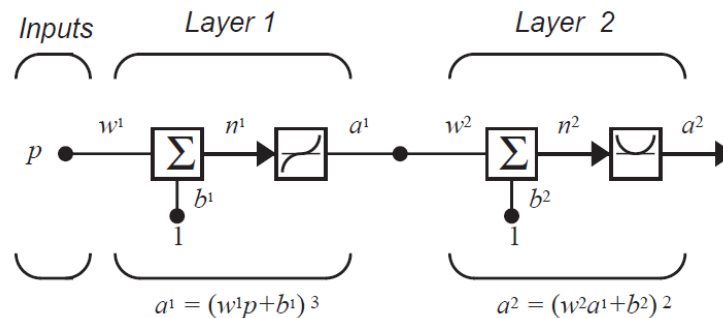 Inputs Layer 1 Layer 2
p w¹ Σ n¹ a¹ w² Σ n² a²
b¹ b²
1 1
a¹ = (w¹p+b¹)³ a² = (w²a¹+b²)²